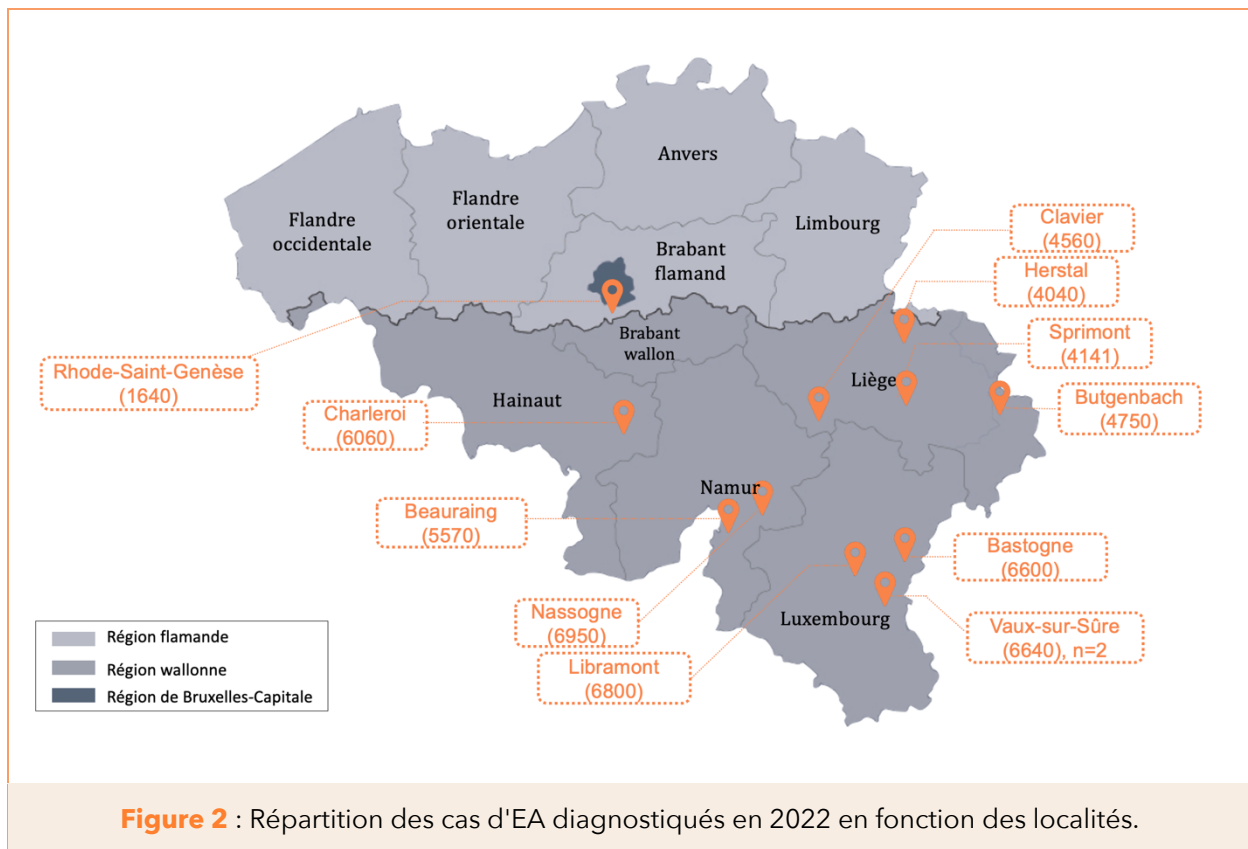 Anvers
Flandre
orientale
Flandre
occidentale
Limbourg
Brabant
flamand
Brabant
wallon
Hainaut
Liège
Namur
Luxembourg
Clavier
(4560)
Herstal
(4040)
Sprimont
(4141)
Butgenbach
(4750)
Rhode-Saint-Genèse
(1640)
Charleroi
(6060)
Beauraing
(5570)
Nassogne
(6950)
Libramont
(6800)
Bastogne
(6600)
Vaux-sur-Sûre
(6640), n=2
Région flamande
Région wallonne
Région de Bruxelles-Capitale
Figure 2 : Répartition des cas d'EA diagnostiqués en 2022 en fonction des localités.